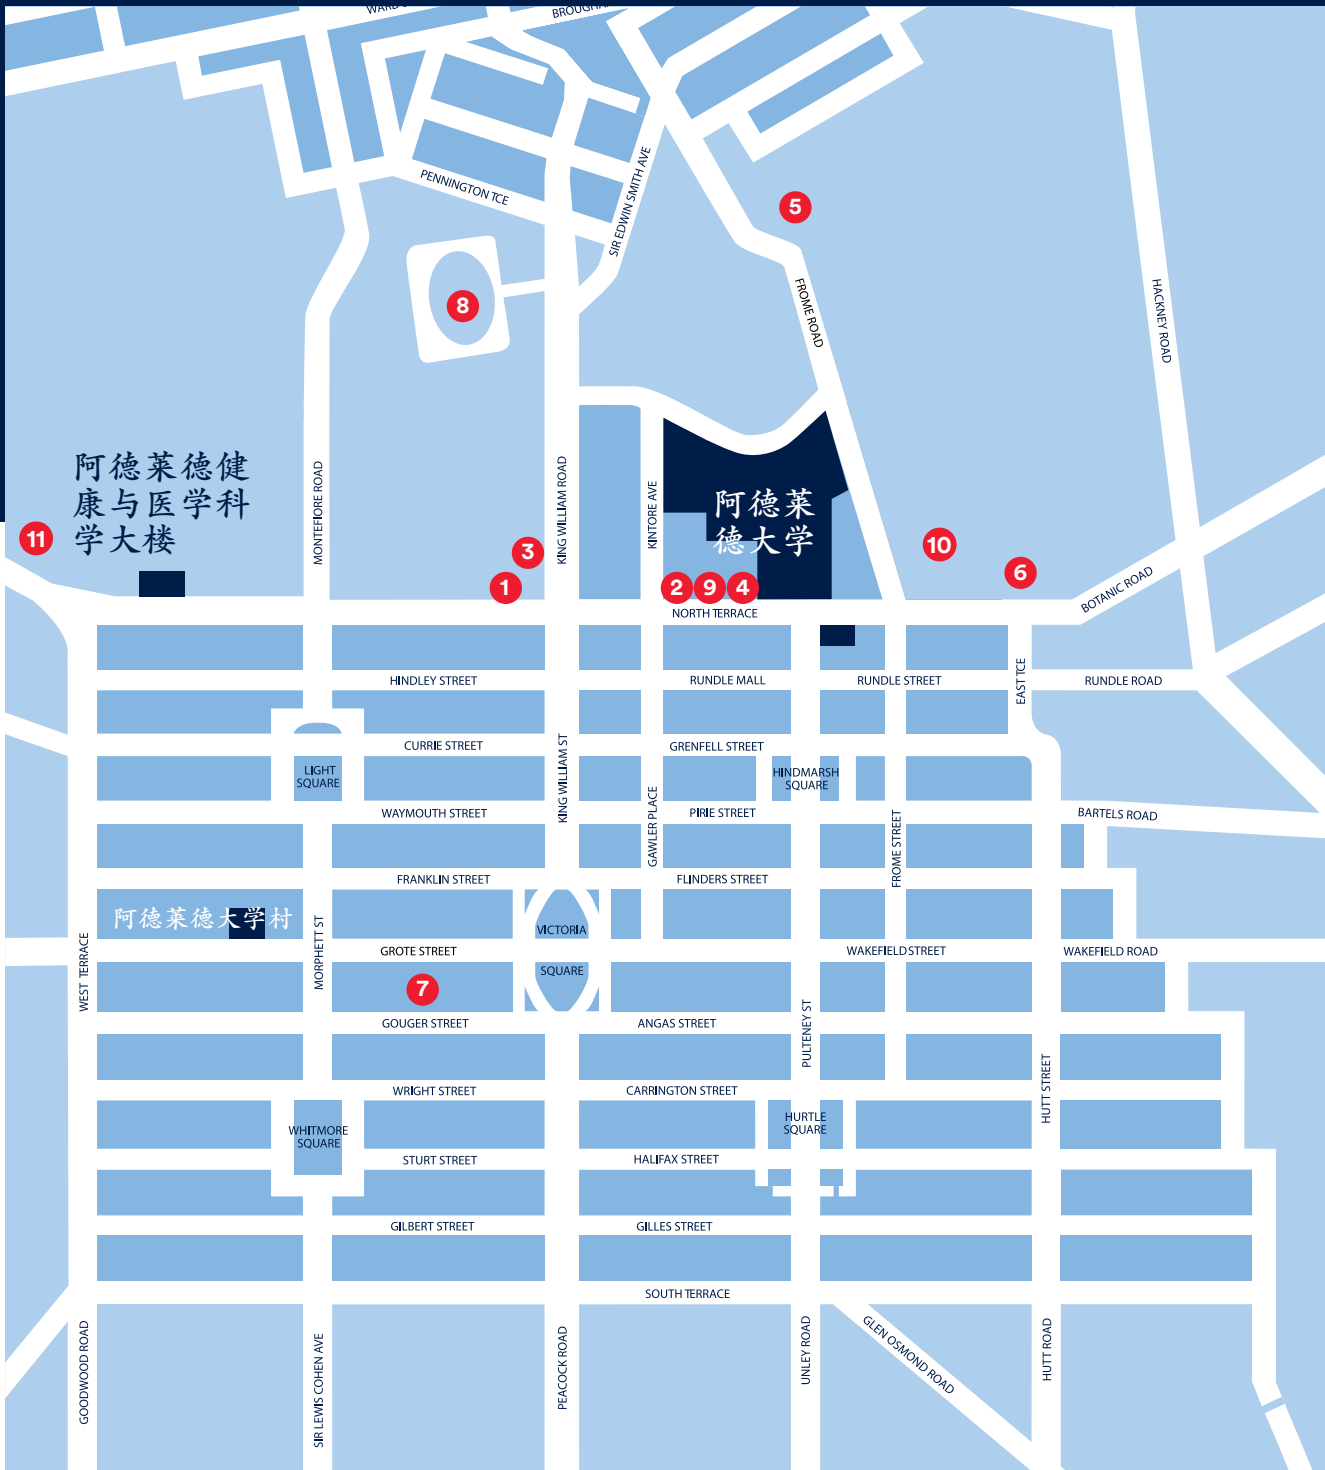 PENNINGTON TCE
SIR EDWIN SMITH AVE
5
8
FROME ROAD
HACKNEY ROAD
阿德莱德健
康与医学科
学大楼
11
MONTEFIORE ROAD
KING WILLIAM ROAD
KINTORE AVE
阿德莱
德大学
3
1
2
9
4
10
6
BOTANIC ROAD
NORTH TERRACE
HINDLEY STREET
RUNDLE MALL
RUNDLE STREET
EAST TCE
RUNDLE ROAD
CURRIE STREET
GRENFELL STREET
LIGHT
SQUARE
KING WILLIAM ST
HINDMARSH
SQUARE
WAYMOUTH STREET
GAWLER PLACE
PIRIE STREET
FROME STREET
BARTELS ROAD
FRANKLIN STREET
FLINDERS STREET
阿德莱德大学村
VICTORIA
SQUARE
WEST TERRACE
MORPHETT ST
GROTE STREET
WAKEFIELD STREET
WAKEFIELD ROAD
7
GOUGER STREET
ANGAS STREET
PULTENEY ST
WRIGHT STREET
CARRINGTON STREET
HUTT STREET
WHITMORE
SQUARE
HURTLE
SQUARE
STURT STREET
HALIFAX STREET
GILBERT STREET
GILLES STREET
SOUTH TERRACE
GOODWOOD ROAD
SIR LEWIS COHEN AVE
PEACOCK ROAD
UNLEY ROAD
GLEN OSMOND ROAD
HUTT ROAD